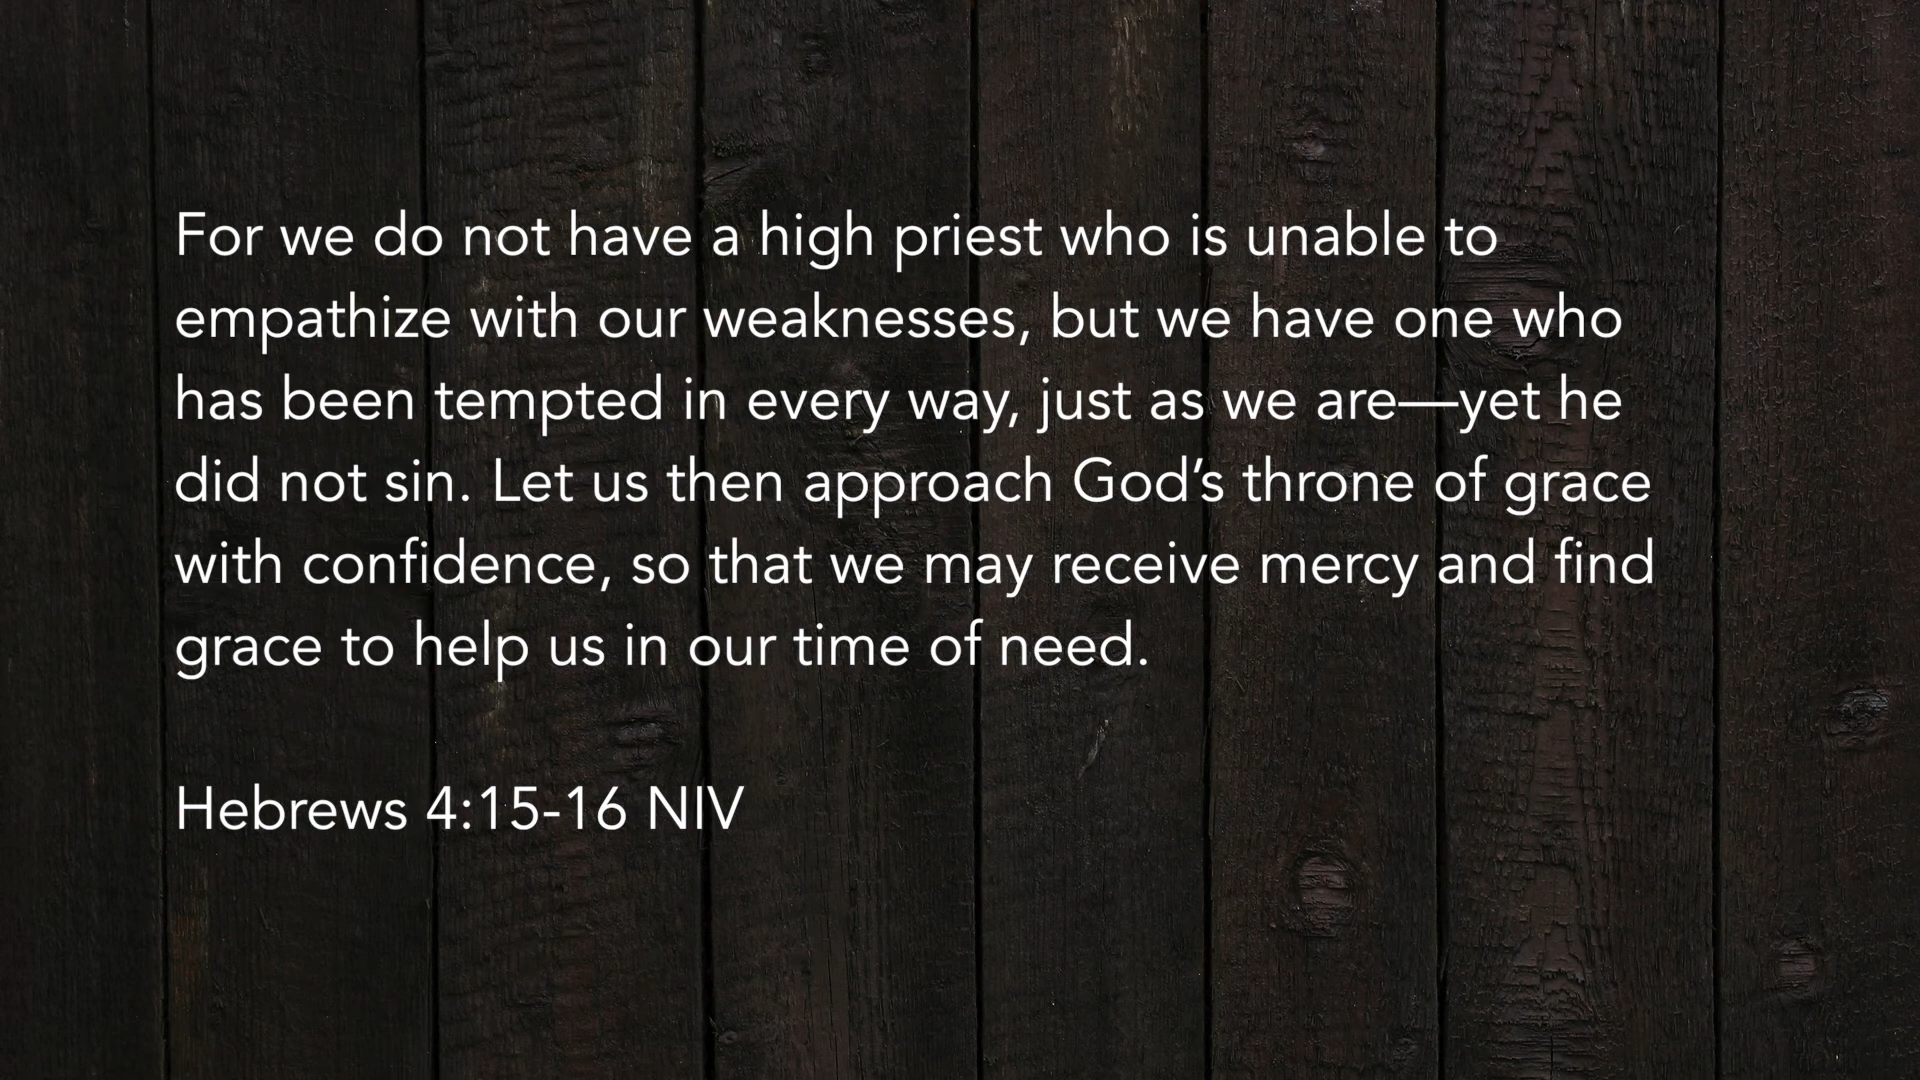 For we do not have a high priest who is unable to
empathize with our weaknesses, but we have one who
has been tempted in every way, just as we are—yet he
did not sin. Let us then approach God’s throne of grace
with confidence, so that we may receive mercy and find
grace to help us in our time of need.
Hebrews 4:15-16 NIV